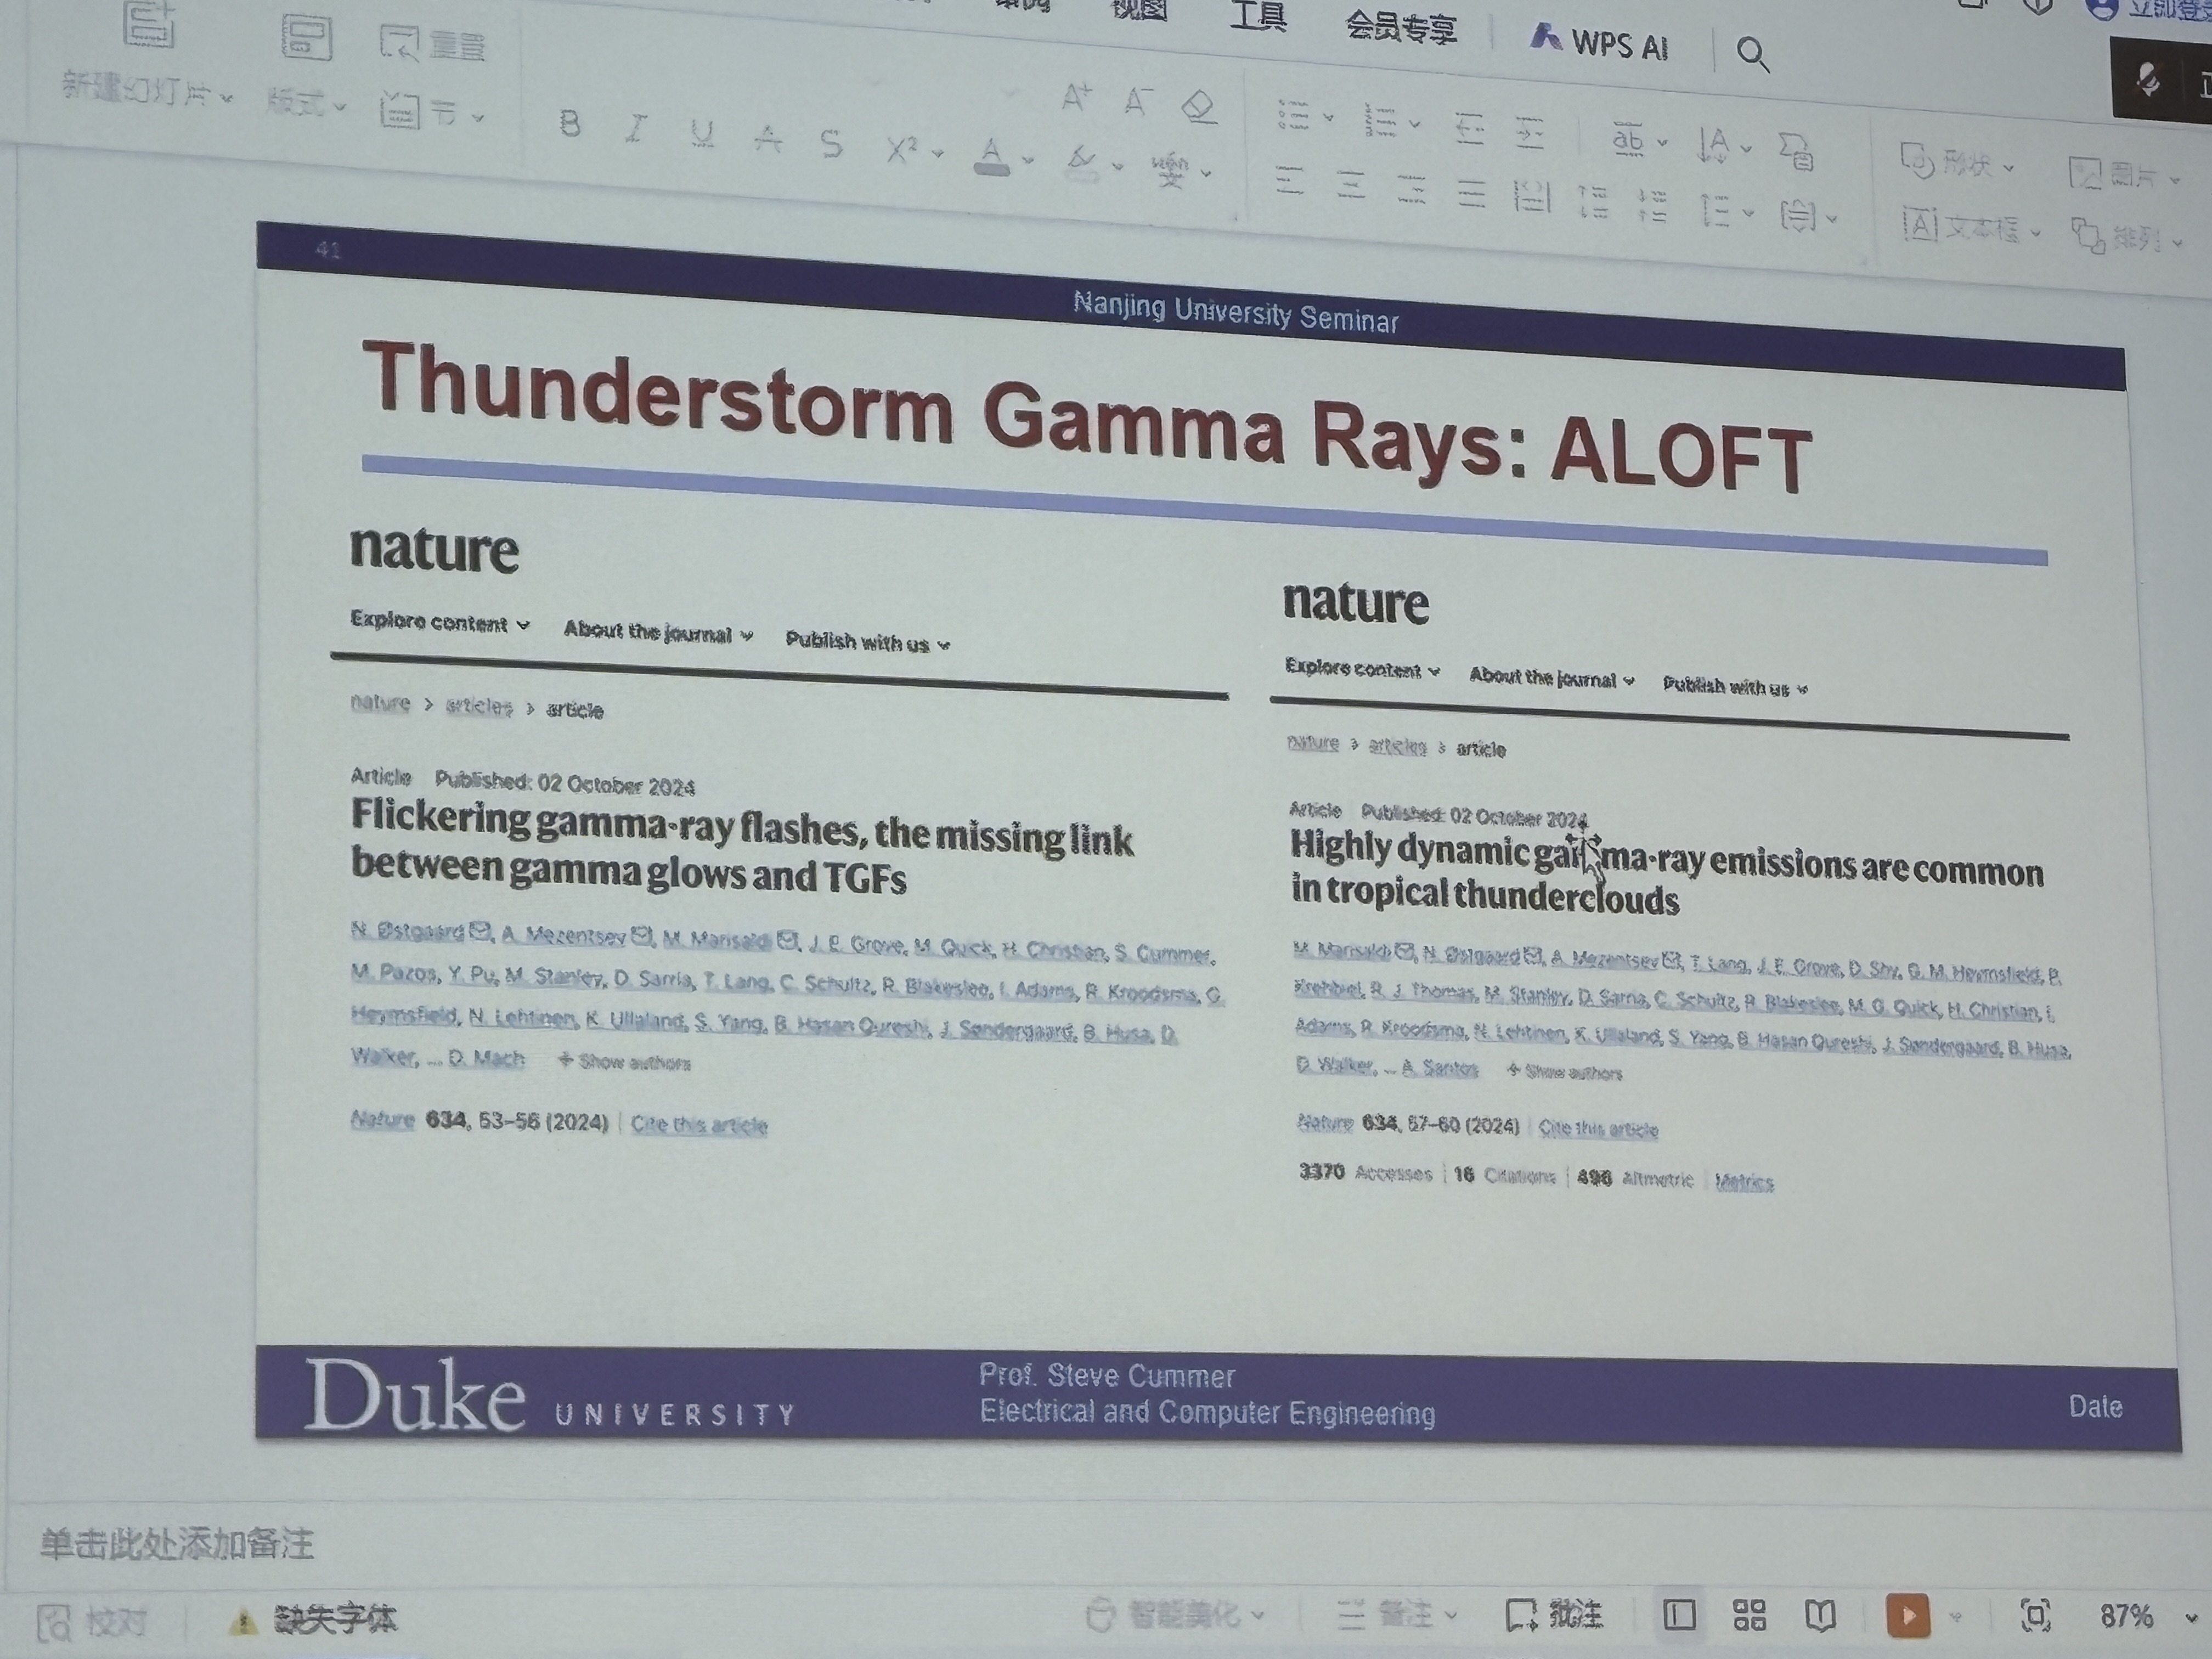 视图 工具 会员专享 WPS AI
重置
新建幻灯片 版式 节
B I U A S X² A
形状 图片
文本框 排列
41
Nanjing University Seminar
Thunderstorm Gamma Rays: ALOFT
nature
Explore content About the journal Publish with us
nature > articles > article
Article Published: 02 October 2024
Flickering gamma-ray flashes, the missing link
between gamma glows and TGFs
N. Østgaard, A. Mezentsev, M. Marisaldi, J. E. Grove, M. Quick, H. Christian, S. Cummer,
M. Pazos, Y. Pu, M. Stanley, D. Sarria, T. Lang, C. Schultz, R. Blakeslee, I. Adams, R. Kroodsma, G.
Heymsfield, N. Lehtinen, K. Ullaland, S. Yang, B. Hasan Qureshi, J. Søndergaard, B. Husa, D.
Walker, ... D. Mach + Show authors
Nature 634, 53–56 (2024) | Cite this article
nature
Explore content About the journal Publish with us
nature > articles > article
Article Published: 02 October 2024
Highly dynamic gamma-ray emissions are common
in tropical thunderclouds
M. Marisaldi, N. Østgaard, A. Mezentsev, T. Lang, J. E. Grove, D. Shy, G. M. Heymsfield, P.
Krehbiel, R. J. Thomas, M. Stanley, D. Sarria, C. Schultz, R. Blakeslee, M. G. Quick, H. Christian, I.
Adams, R. Kroodsma, N. Lehtinen, K. Ullaland, S. Yang, B. Hasan Qureshi, J. Søndergaard, B. Husa,
D. Walker, ... A. Santos + Show authors
Nature 634, 57–60 (2024) | Cite this article
3370 Accesses | 16 Citations | Altmetric | Metrics
Duke UNIVERSITY
Prof. Steve Cummer
Electrical and Computer Engineering
Date
单击此处添加备注
校对 缺失字体 智能美化 备注 批注 87%